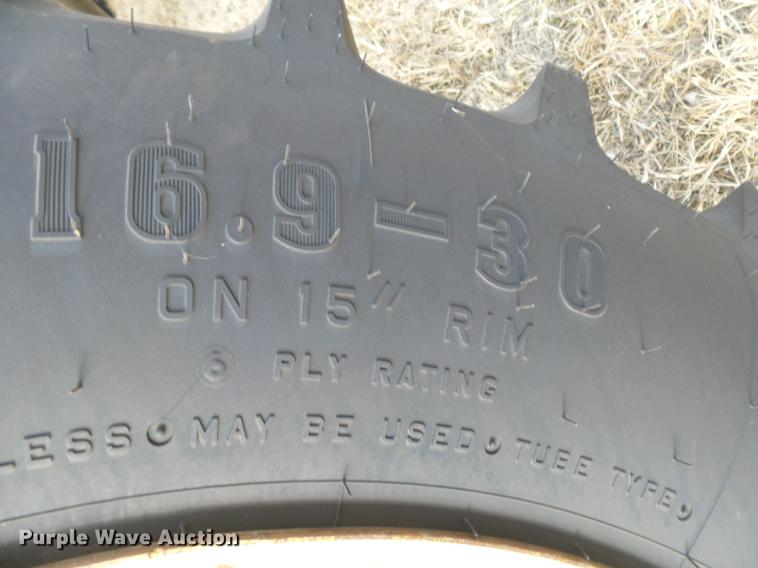 16.9-30
ON 15" RIM
6 PLY RATING
LESS • MAY BE USED • TUBE TYPE •
Purple Wave Auction